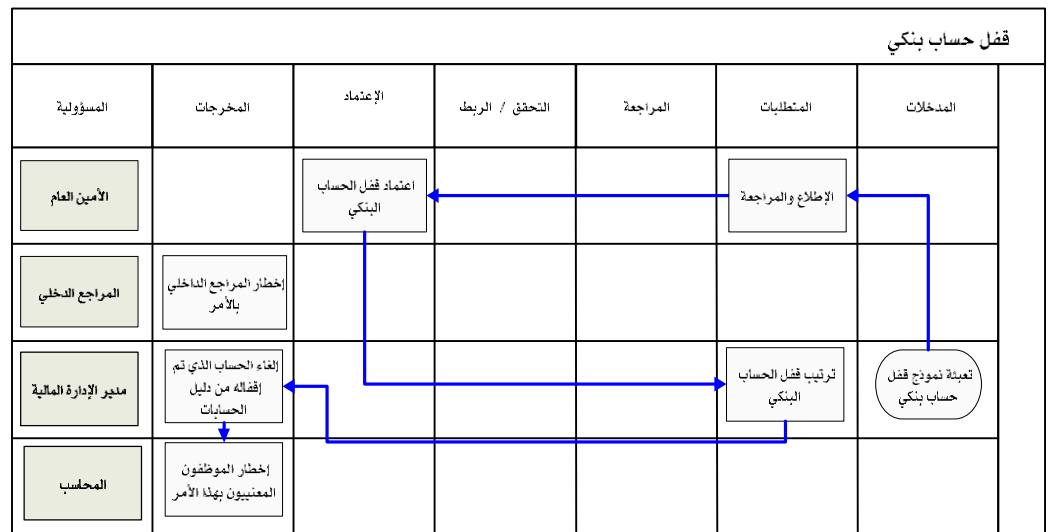 قفل حساب بنكي
المدخلات
المتطلبات
المراجعة
التحقق / الربط
الإعتماد
المخرجات
المسؤولية
الإطلاع والمراجعة
اعتماد قفل الحساب
البنكي
الأمين العام
إخطار المراجع الداخلي
بالأمر
المراجع الدخلي
تعبئة نموذج قفل
حساب بنكي
ترتيب قفل الحساب
البنكي
إلغاء الحساب الذي تم
إقفاله من دليل
الحسابات
مدير الإدارة المالية
إخطار الموظفون
المعنييون بهذا الأمر
المحاسب